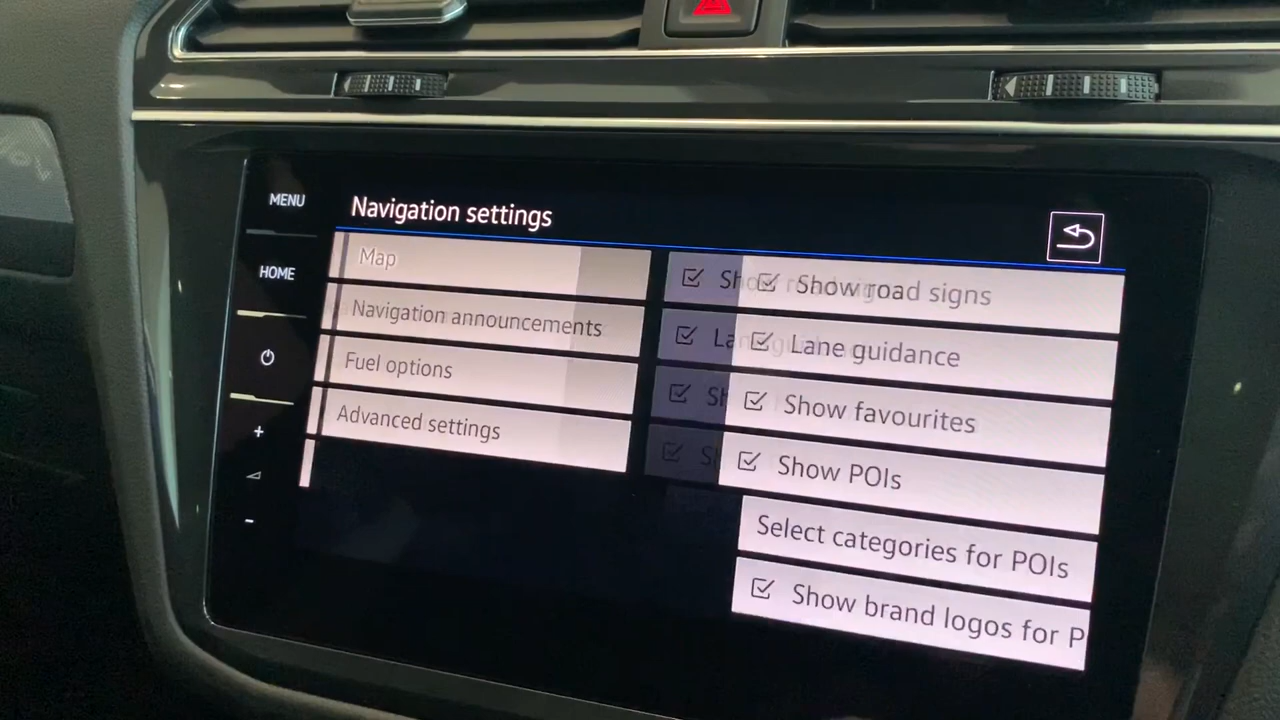 MENU
Navigation settings
HOME
Map
Navigation announcements
Fuel options
Advanced settings
Show road signs
Lane guidance
Show favourites
Show POIs
Select categories for POIs
Show brand logos for P
+
-